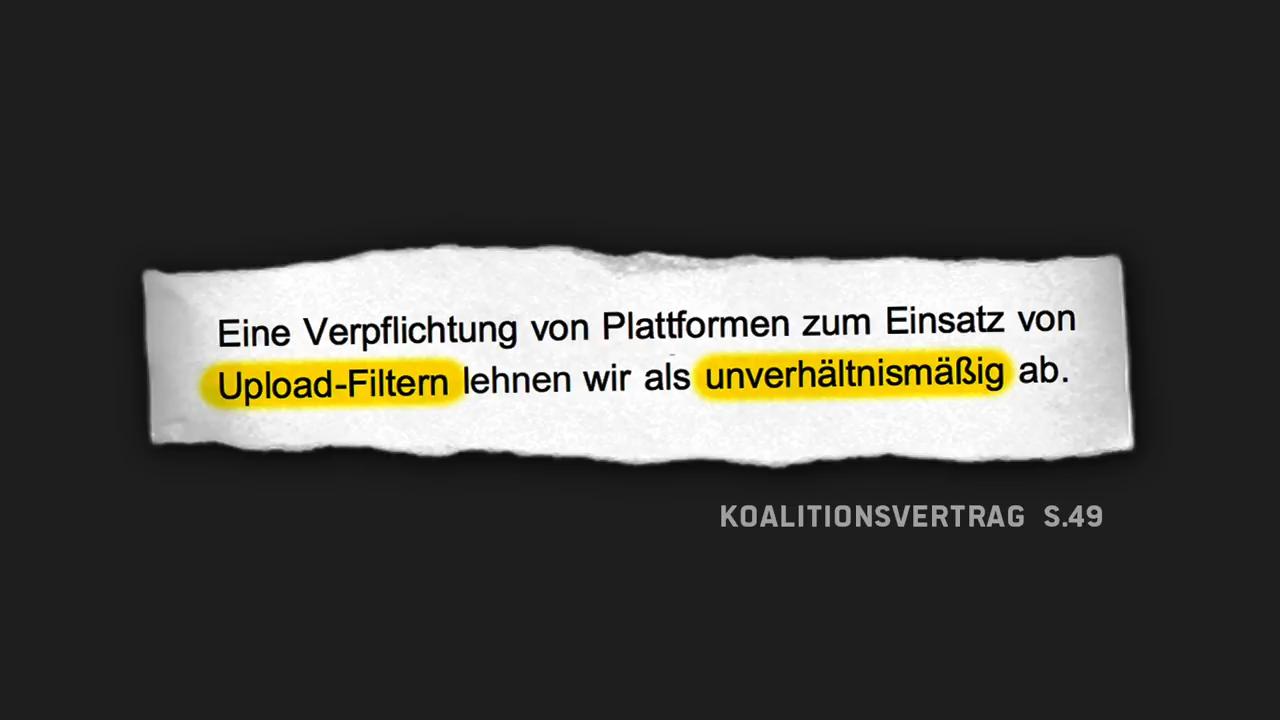 Eine Verpflichtung von Plattformen zum Einsatz von
Upload-Filtern lehnen wir als unverhältnismäßig ab.
KOALITIONSVERTRAG S.49